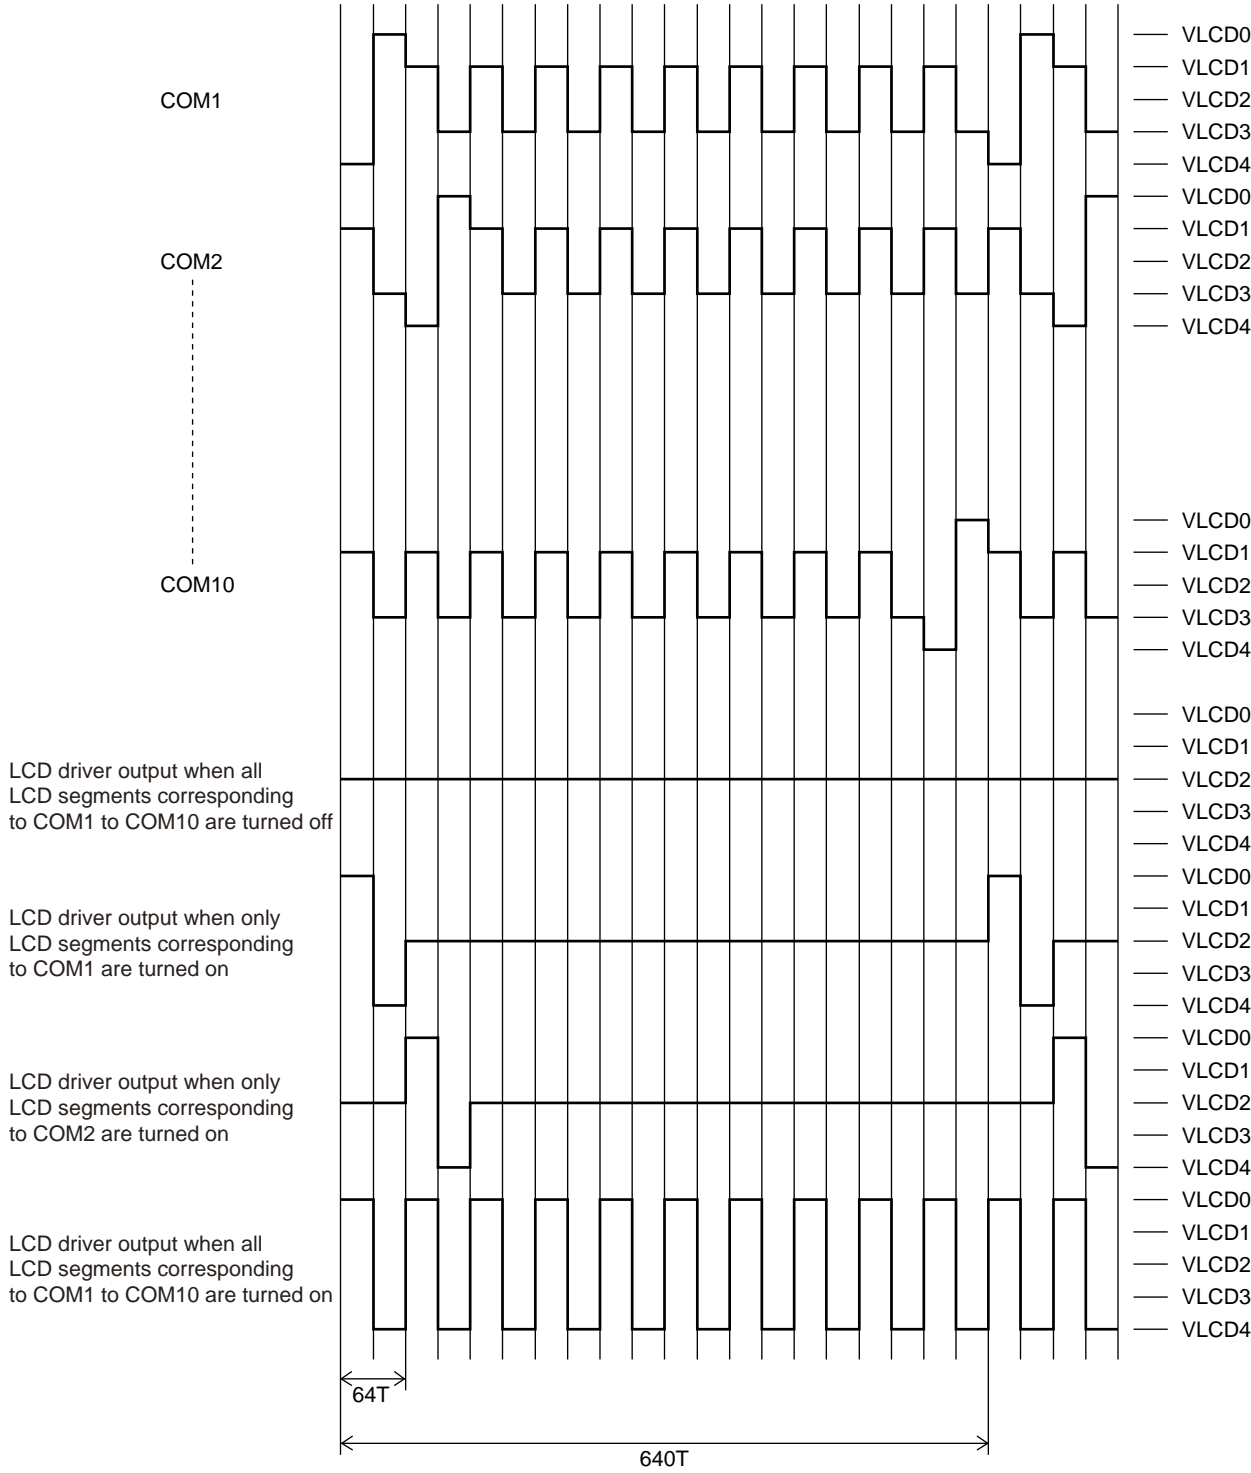 VLCD0
VLCD1
COM1
VLCD2
VLCD3
VLCD4
VLCD0
VLCD1
COM2
VLCD2
VLCD3
VLCD4
VLCD0
VLCD1
COM10
VLCD2
VLCD3
VLCD4
VLCD0
VLCD1
LCD driver output when all
LCD segments corresponding
to COM1 to COM10 are turned off
VLCD2
VLCD3
VLCD4
VLCD0
VLCD1
LCD driver output when only
LCD segments corresponding
to COM1 are turned on
VLCD2
VLCD3
VLCD4
VLCD0
VLCD1
LCD driver output when only
LCD segments corresponding
to COM2 are turned on
VLCD2
VLCD3
VLCD4
VLCD0
VLCD1
LCD driver output when all
LCD segments corresponding
to COM1 to COM10 are turned on
VLCD2
VLCD3
VLCD4
64T
640T